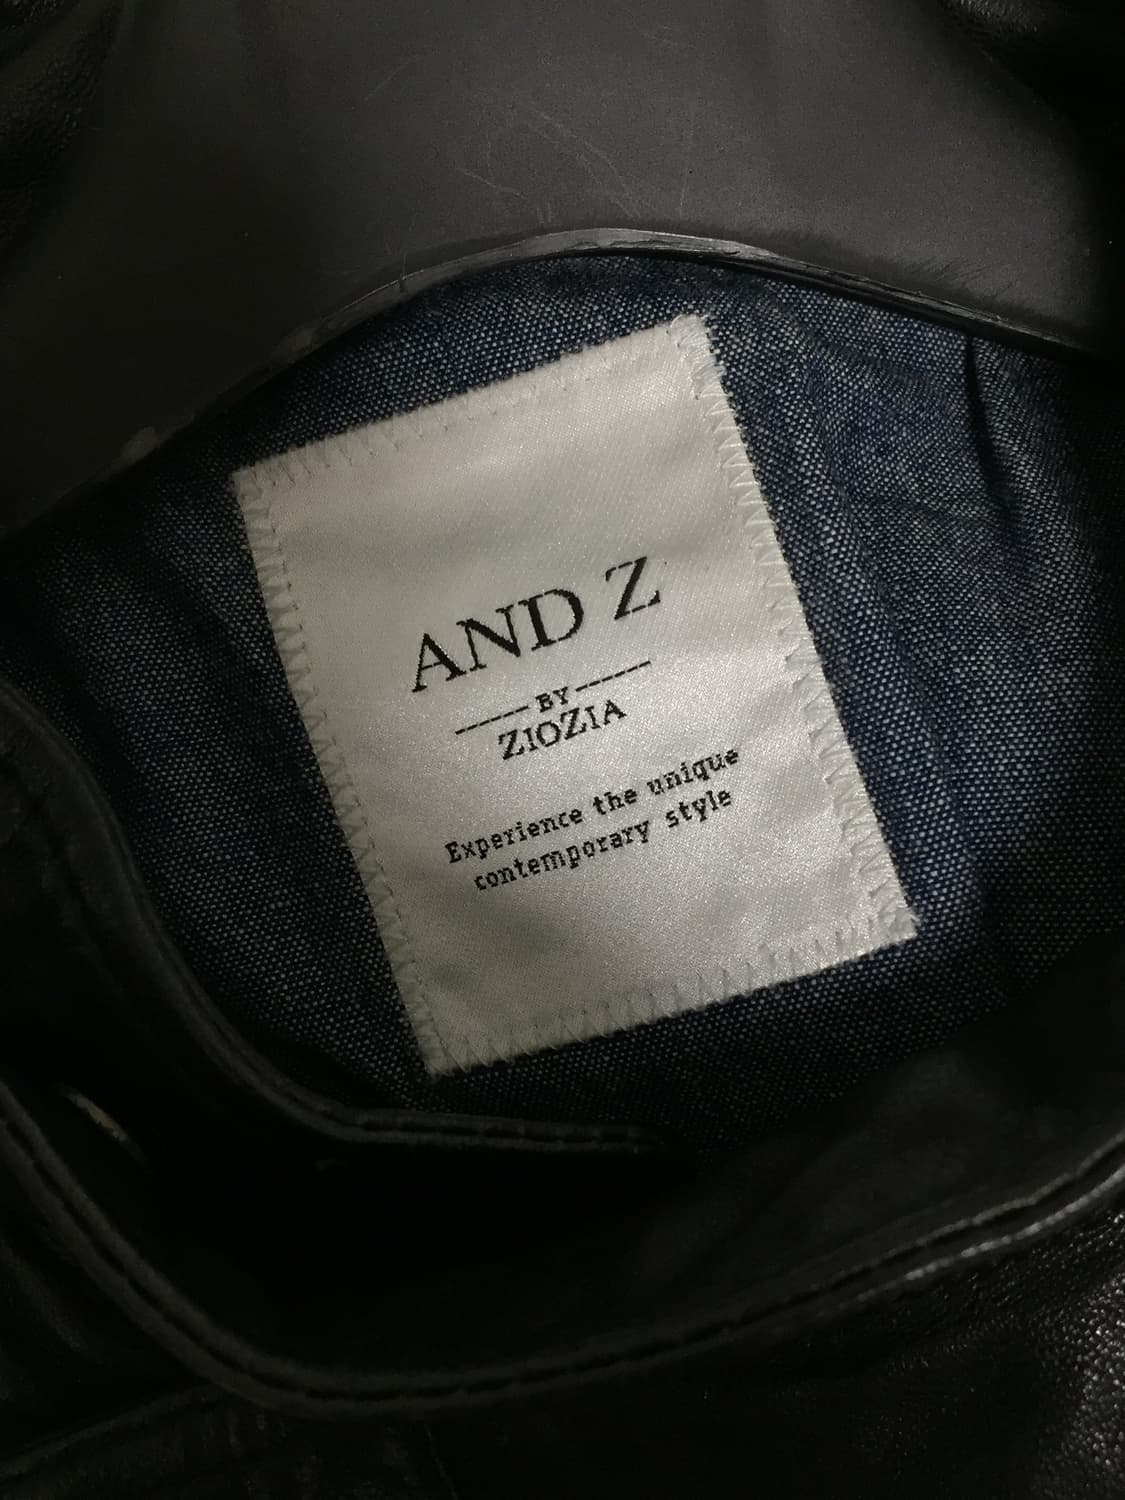 AND Z
BY
ZIOZIA
Experience the unique
contemporary style